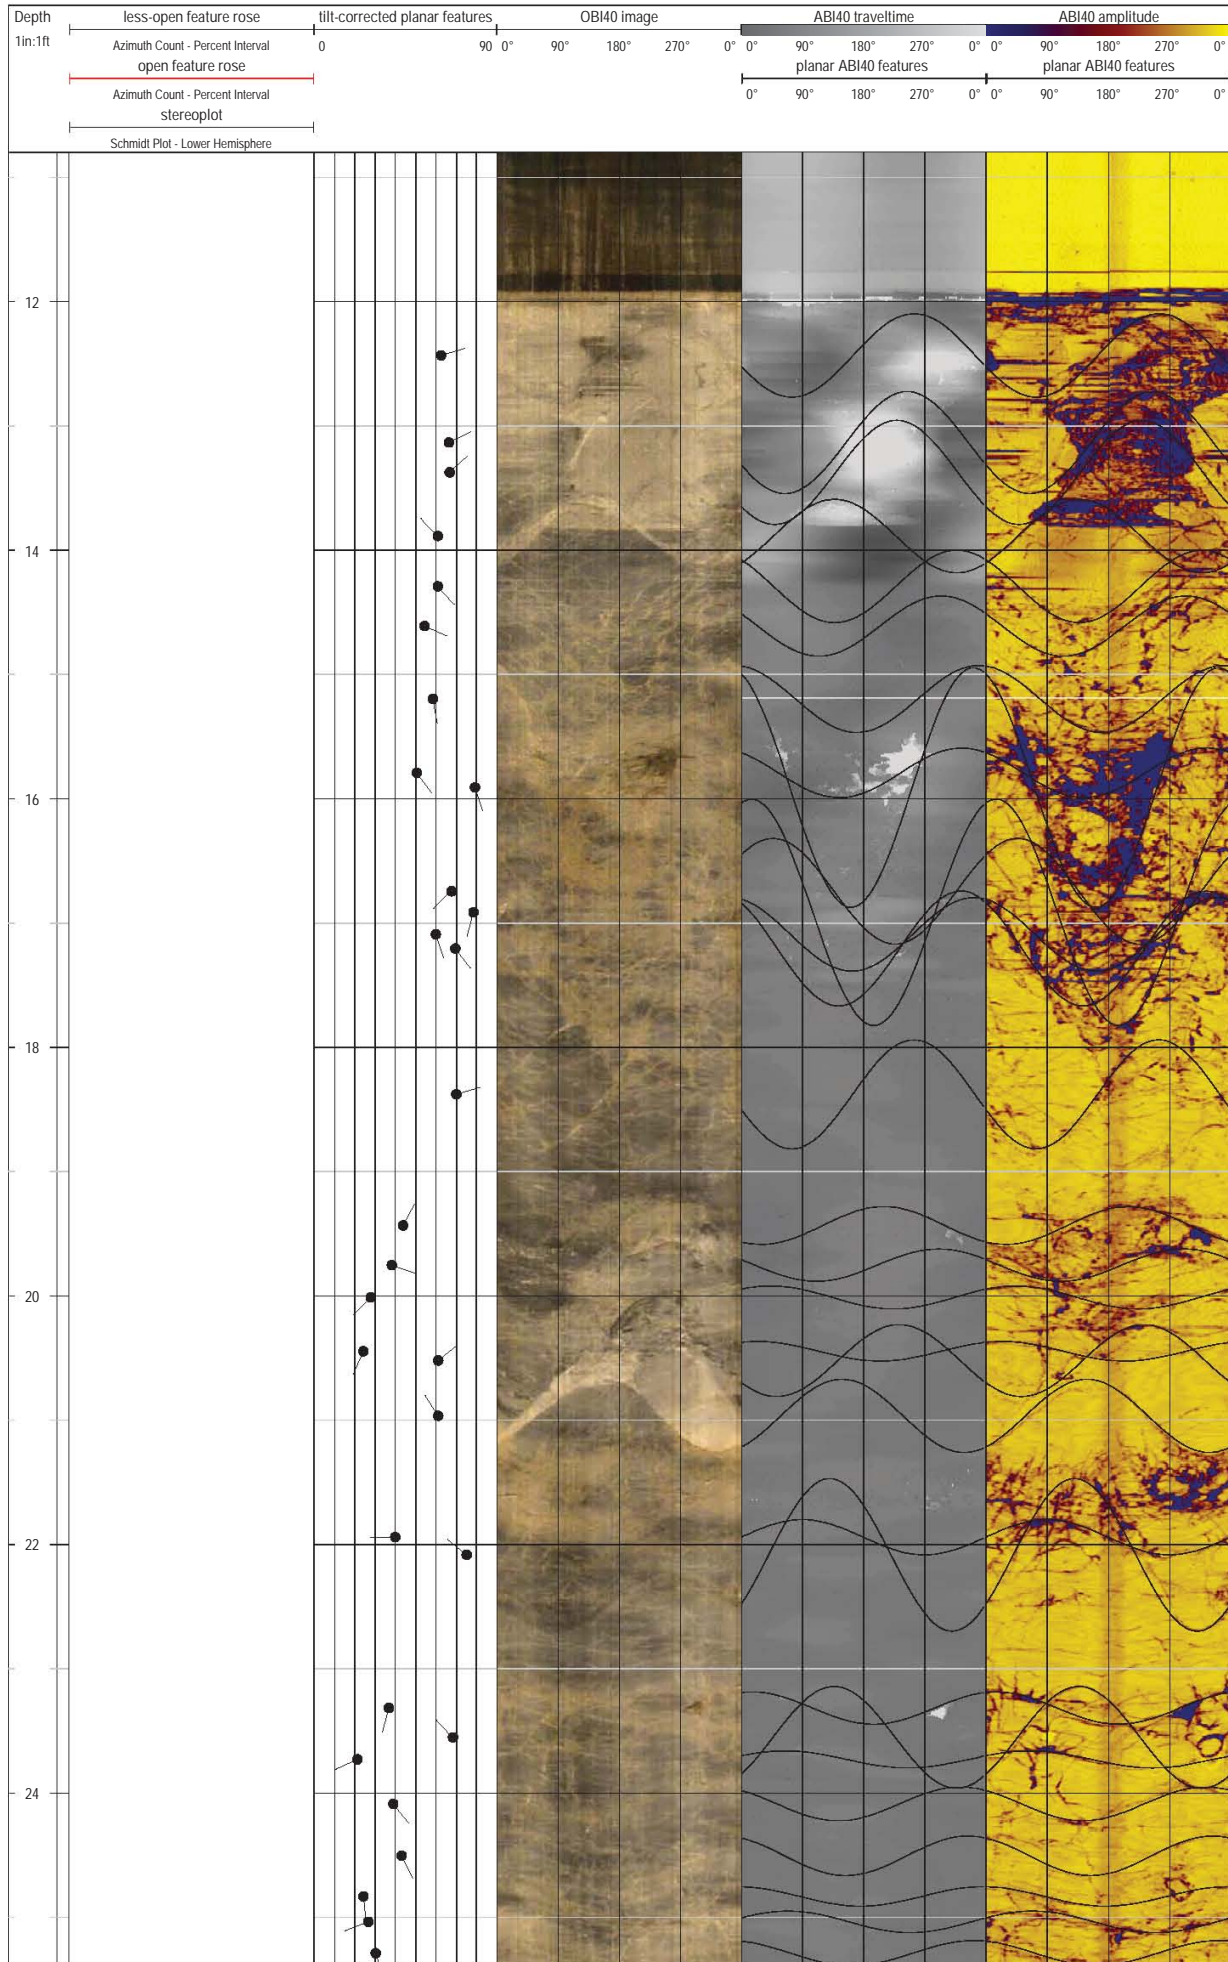 Depth
1in:1ft
less-open feature rose
Azimuth Count - Percent Interval
open feature rose
Azimuth Count - Percent Interval
stereoplot
Schmidt Plot - Lower Hemisphere
tilt-corrected planar features
0 90
OBI40 image
0° 90° 180° 270° 0°
ABI40 traveltime
0° 90° 180° 270° 0°
planar ABI40 features
0° 90° 180° 270° 0°
ABI40 amplitude
0° 90° 180° 270° 0°
planar ABI40 features
0° 90° 180° 270° 0°
12
14
16
18
20
22
24